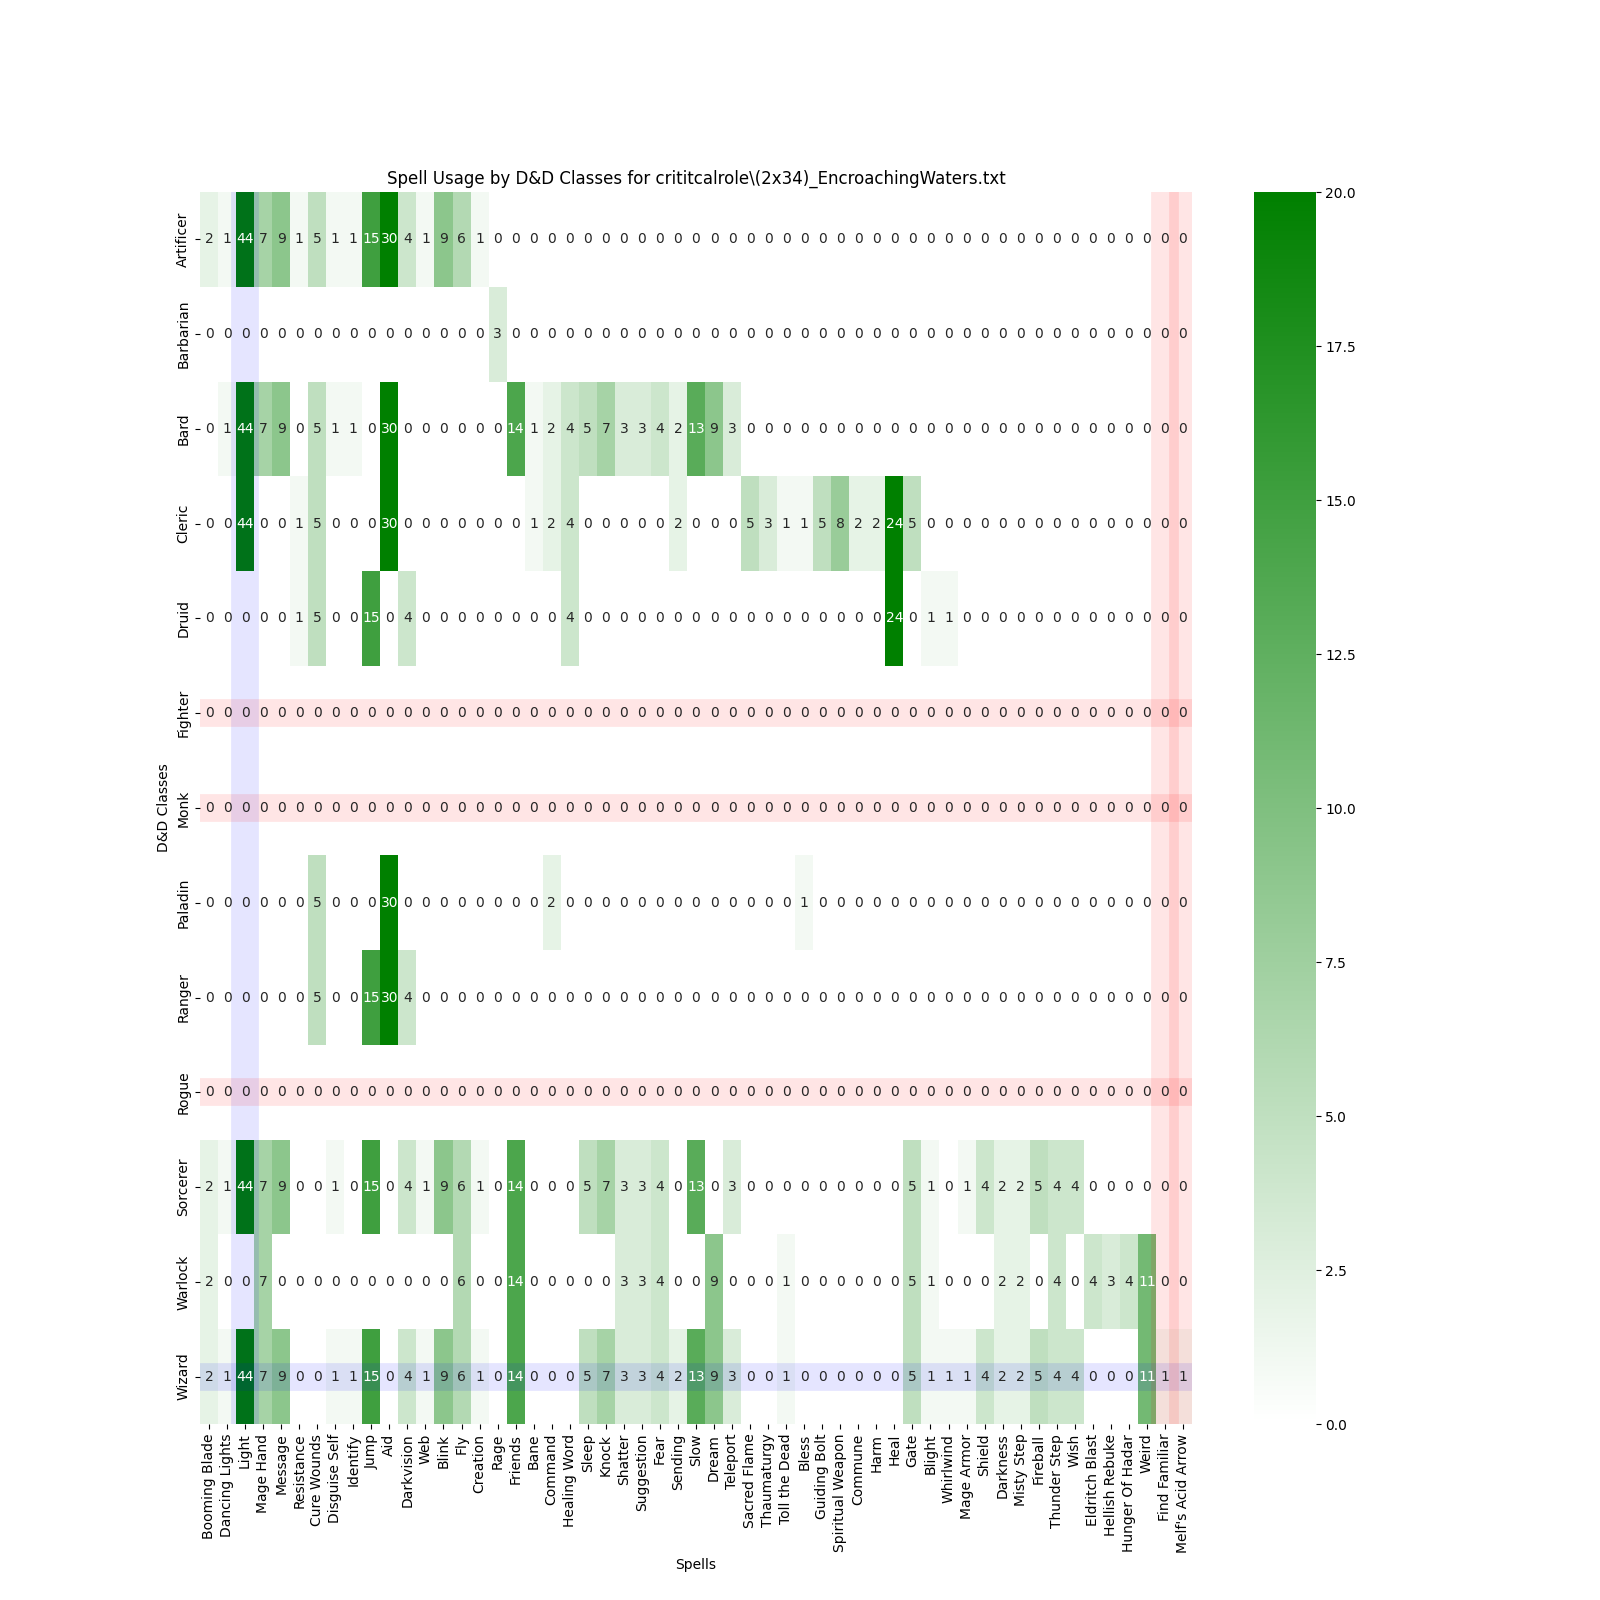 Spell Usage by D&D Classes for crititcalrole\(2x34)_EncroachingWaters.txt
D&D Classes
Artificer 2 1 44 7 9 1 5 1 1 15 30 4 1 9 6 1 0 0 0 0 0 0 0 0 0 0 0 0 0 0 0 0 0 0 0 0 0 0 0 0 0 0 0 0 0 0 0 0 0 0 0 0 0 0 0
Barbarian 0 0 0 0 0 0 0 0 0 0 0 0 0 0 0 0 3 0 0 0 0 0 0 0 0 0 0 0 0 0 0 0 0 0 0 0 0 0 0 0 0 0 0 0 0 0 0 0 0 0 0 0 0 0 0
Bard 0 1 44 7 9 0 5 1 1 0 30 0 0 0 0 0 0 14 1 2 4 5 7 3 3 4 2 13 9 3 0 0 0 0 0 0 0 0 0 0 0 0 0 0 0 0 0 0 0 0 0 0 0 0 0
Cleric 0 0 44 0 0 1 5 0 0 0 30 0 0 0 0 0 0 0 1 2 4 0 0 0 0 0 2 0 0 0 5 3 1 1 5 8 2 2 24 5 0 0 0 0 0 0 0 0 0 0 0 0 0 0 0
Druid 0 0 0 0 0 1 5 0 0 15 0 4 0 0 0 0 0 0 0 0 4 0 0 0 0 0 0 0 0 0 0 0 0 0 0 0 0 0 24 0 1 1 0 0 0 0 0 0 0 0 0 0 0 0 0
Fighter 0 0 0 0 0 0 0 0 0 0 0 0 0 0 0 0 0 0 0 0 0 0 0 0 0 0 0 0 0 0 0 0 0 0 0 0 0 0 0 0 0 0 0 0 0 0 0 0 0 0 0 0 0 0 0
Monk 0 0 0 0 0 0 0 0 0 0 0 0 0 0 0 0 0 0 0 0 0 0 0 0 0 0 0 0 0 0 0 0 0 0 0 0 0 0 0 0 0 0 0 0 0 0 0 0 0 0 0 0 0 0 0
Paladin 0 0 0 0 0 0 5 0 0 0 30 0 0 0 0 0 0 0 0 2 0 0 0 0 0 0 0 0 0 0 0 0 0 1 0 0 0 0 0 0 0 0 0 0 0 0 0 0 0 0 0 0 0 0 0
Ranger 0 0 0 0 0 0 5 0 0 15 30 4 0 0 0 0 0 0 0 0 0 0 0 0 0 0 0 0 0 0 0 0 0 0 0 0 0 0 0 0 0 0 0 0 0 0 0 0 0 0 0 0 0 0 0
Rogue 0 0 0 0 0 0 0 0 0 0 0 0 0 0 0 0 0 0 0 0 0 0 0 0 0 0 0 0 0 0 0 0 0 0 0 0 0 0 0 0 0 0 0 0 0 0 0 0 0 0 0 0 0 0 0
Sorcerer 2 1 44 7 9 0 0 1 0 15 0 4 1 9 6 1 0 14 0 0 0 5 7 3 3 4 0 13 0 3 0 0 0 0 0 0 0 0 0 5 1 0 1 4 2 2 5 4 4 0 0 0 0 0 0
Warlock 2 0 0 7 0 0 0 0 0 0 0 0 0 0 6 0 0 14 0 0 0 0 0 3 3 4 0 0 9 0 0 0 1 0 0 0 0 0 0 5 1 0 0 0 2 2 0 4 0 4 3 4 11 0 0
Wizard 2 1 44 7 9 0 0 1 1 15 0 4 1 9 6 1 0 14 0 0 0 5 7 3 3 4 2 13 9 3 0 0 1 0 0 0 0 0 0 5 1 1 1 4 2 2 5 4 4 0 0 0 11 1 1
Booming Blade
Dancing Lights
Light
Mage Hand
Message
Resistance
Cure Wounds
Disguise Self
Identify
Jump
Aid
Darkvision
Web
Blink
Fly
Creation
Rage
Friends
Bane
Command
Healing Word
Sleep
Knock
Shatter
Suggestion
Fear
Sending
Slow
Dream
Teleport
Sacred Flame
Thaumaturgy
Toll the Dead
Bless
Guiding Bolt
Spiritual Weapon
Commune
Harm
Heal
Gate
Blight
Whirlwind
Mage Armor
Shield
Darkness
Misty Step
Fireball
Thunder Step
Wish
Eldritch Blast
Hellish Rebuke
Hunger Of Hadar
Weird
Find Familiar
Melf's Acid Arrow
Spells
20.0
17.5
15.0
12.5
10.0
7.5
5.0
2.5
0.0